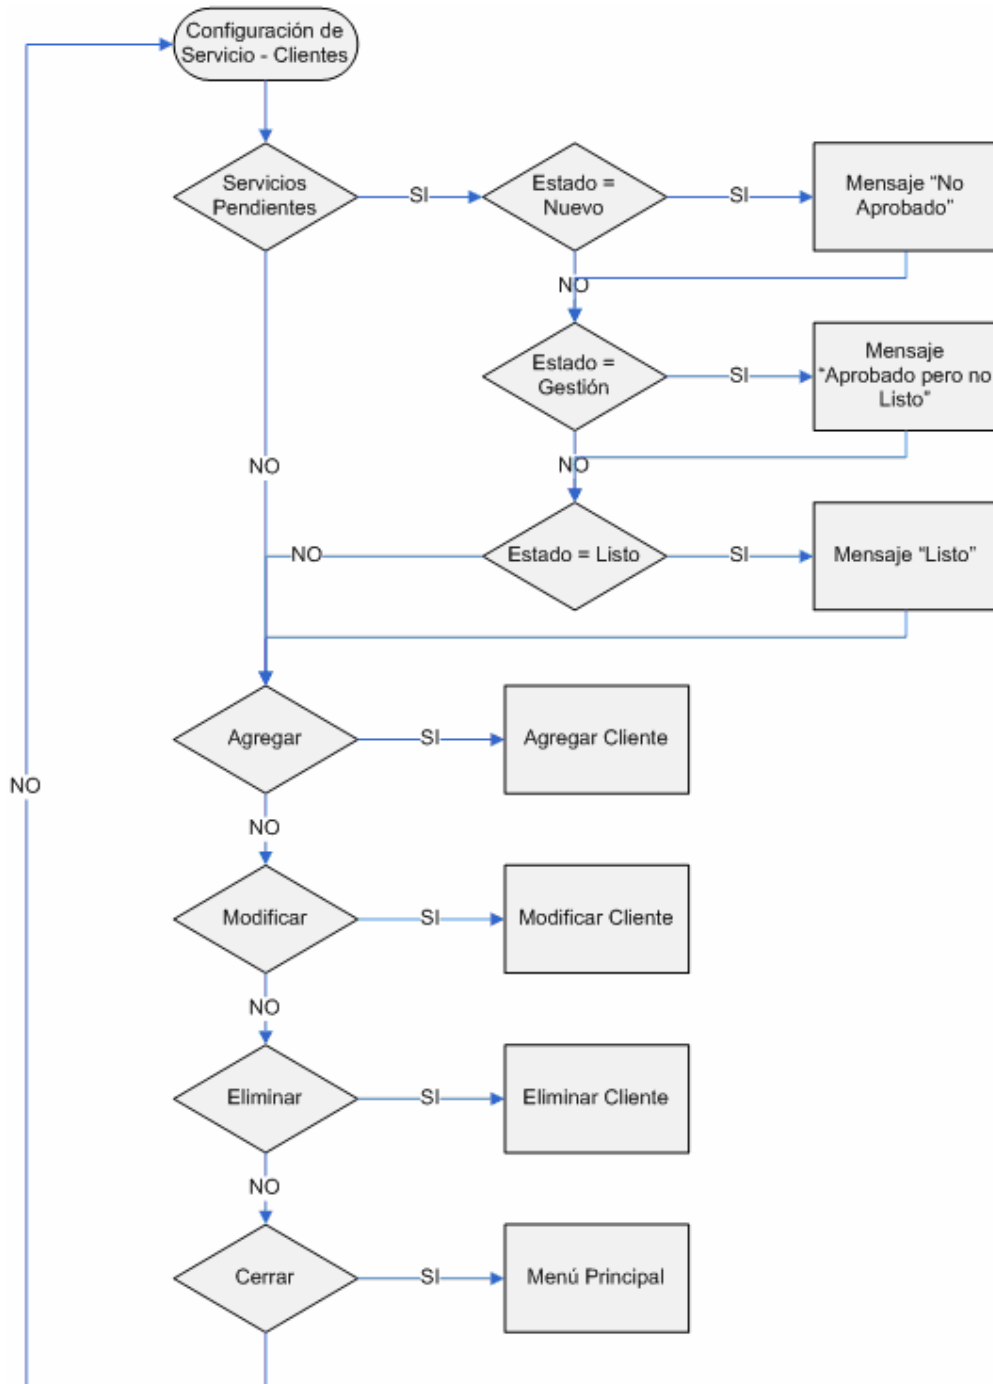 Configuración de
Servicio - Clientes
Servicios
Pendientes
SI
Estado =
Nuevo
SI
Mensaje “No
Aprobado”
NO
Estado =
Gestión
SI
Mensaje
“Aprobado pero no
Listo”
NO
NO
Estado = Listo
NO
SI
Mensaje “Listo”
Agregar
SI
Agregar Cliente
NO
NO
Modificar
SI
Modificar Cliente
NO
Eliminar
SI
Eliminar Cliente
NO
Cerrar
SI
Menú Principal